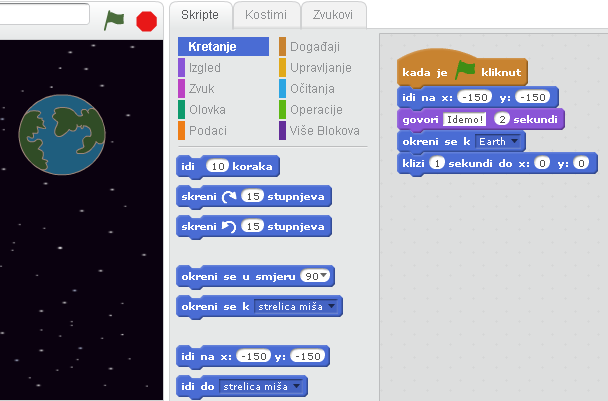 Skripte Kostimi Zvukovi
Kretanje Događaji
Izgled Upravljanje
Zvuk Očitanja
Olovka Operacije
Podaci Više Blokova
idi 10 koraka
skreni 15 stupnjeva
skreni 15 stupnjeva
okreni se u smjeru 90
okreni se k strelica miša
idi na x: -150 y: -150
idi do strelica miša
kada je kliknut
idi na x: -150 y: -150
govori Idemo! 2 sekundi
okreni se k Earth
klizi 1 sekundi do x: 0 y: 0